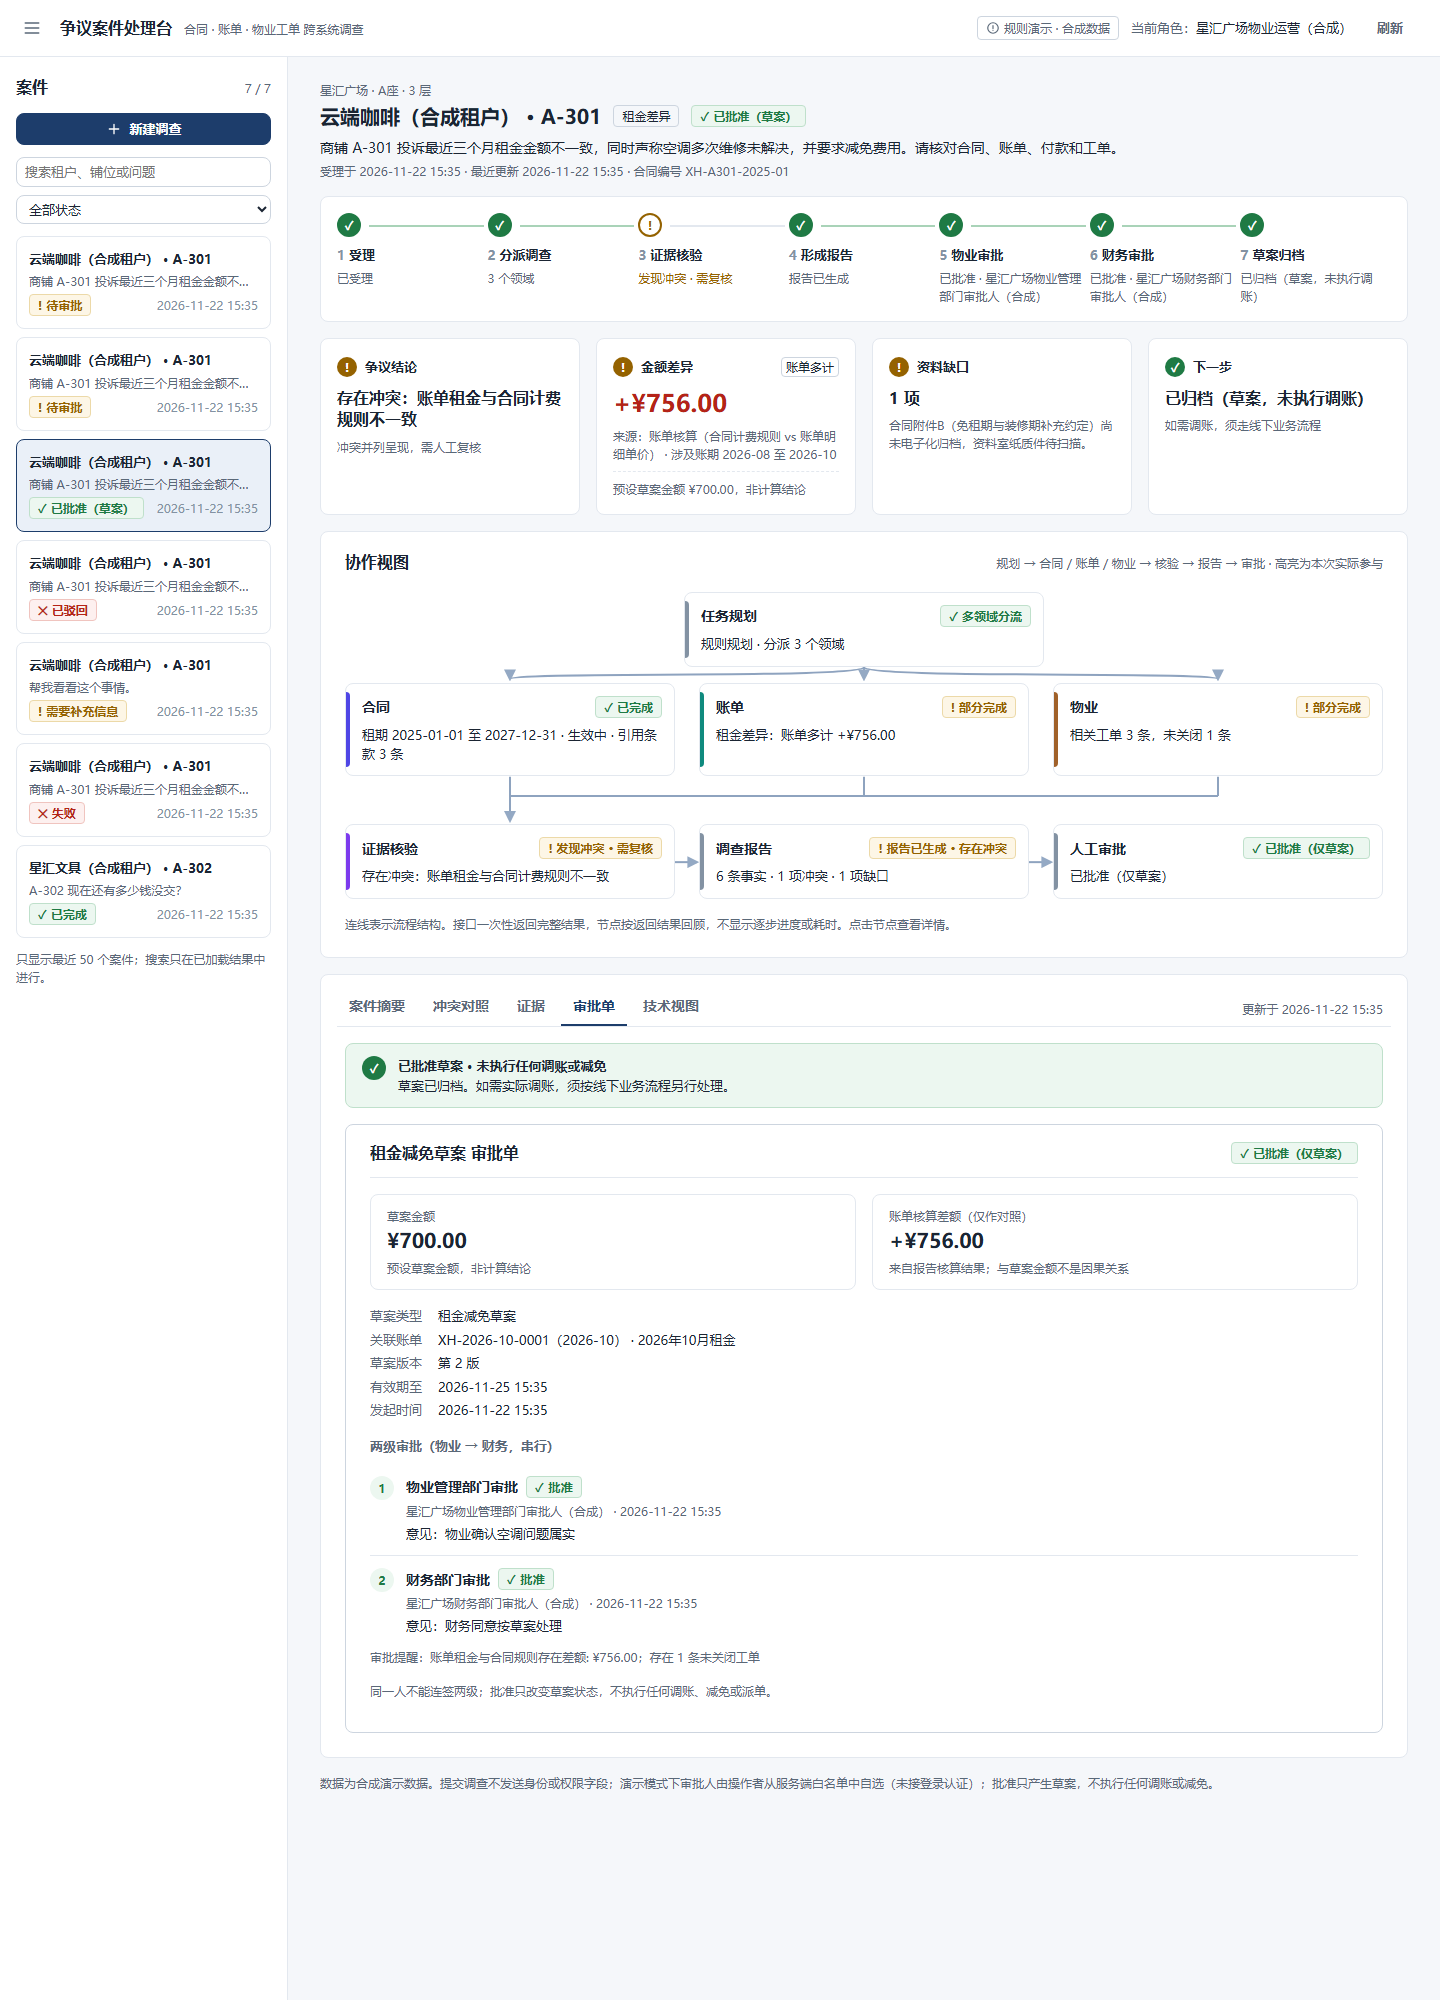 争议案件处理台 合同 · 账单 · 物业工单 跨系统调查
规则演示 · 合成数据 当前角色：星汇广场物业运营（合成） 刷新
案件 7 / 7
＋ 新建调查
搜索租户、铺位或问题
全部状态
云端咖啡（合成租户） • A-301
商铺 A-301 投诉最近三个月租金金额不...
! 待审批 2026-11-22 15:35
云端咖啡（合成租户） • A-301
商铺 A-301 投诉最近三个月租金金额不...
! 待审批 2026-11-22 15:35
云端咖啡（合成租户） • A-301
商铺 A-301 投诉最近三个月租金金额不...
✓ 已批准（草案） 2026-11-22 15:35
云端咖啡（合成租户） • A-301
商铺 A-301 投诉最近三个月租金金额不...
✕ 已驳回 2026-11-22 15:35
云端咖啡（合成租户） • A-301
帮我看看这个事情。
! 需要补充信息 2026-11-22 15:35
云端咖啡（合成租户） • A-301
商铺 A-301 投诉最近三个月租金金额不...
✕ 失败 2026-11-22 15:35
星汇文具（合成租户） • A-302
A-302 现在还有多少钱没交？
✓ 已完成 2026-11-22 15:35
只显示最近 50 个案件；搜索只在已加载结果中
进行。
星汇广场 · A座 · 3 层
云端咖啡（合成租户） • A-301 租金差异 ✓ 已批准（草案）
商铺 A-301 投诉最近三个月租金金额不一致，同时声称空调多次维修未解决，并要求减免费用。请核对合同、账单、付款和工单。
受理于 2026-11-22 15:35 · 最近更新 2026-11-22 15:35 · 合同编号 XH-A301-2025-01
1 受理
已受理
2 分派调查
3 个领域
3 证据核验
发现冲突 · 需复核
4 形成报告
报告已生成
5 物业审批
已批准 · 星汇广场物业管理
部门审批人（合成）
6 财务审批
已批准 · 星汇广场财务部门
审批人（合成）
7 草案归档
已归档（草案，未执行调
账）
! 争议结论
存在冲突：账单租金与合同计费
规则不一致
冲突并列呈现，需人工复核
! 金额差异 账单多计
+¥756.00
来源：账单核算（合同计费规则 vs 账单明
细单价） · 涉及账期 2026-08 至 2026-10
预设草案金额 ¥700.00，非计算结论
! 资料缺口
1 项
合同附件B（免租期与装修期补充约定）尚
未电子化归档，资料室纸质件待扫描。
✓ 下一步
已归档（草案，未执行调账）
如需调账，须走线下业务流程
协作视图 规划 → 合同 / 账单 / 物业 → 核验 → 报告 → 审批 · 高亮为本次实际参与
任务规划 ✓ 多领域分流
规则规划 · 分派 3 个领域
合同 ✓ 已完成
租期 2025-01-01 至 2027-12-31 · 生效中 · 引用条
款 3 条
账单 ! 部分完成
租金差异：账单多计 +¥756.00
物业 ! 部分完成
相关工单 3 条，未关闭 1 条
证据核验 ! 发现冲突 • 需复核
存在冲突：账单租金与合同计费规则不一致
调查报告 ! 报告已生成 • 存在冲突
6 条事实 · 1 项冲突 · 1 项缺口
人工审批 ✓ 已批准（仅草案）
已批准（仅草案）
连线表示流程结构。接口一次性返回完整结果，节点按返回结果回顾，不显示逐步进度或耗时。点击节点查看详情。
案件摘要 冲突对照 证据 审批单 技术视图 更新于 2026-11-22 15:35
已批准草案 • 未执行任何调账或减免
草案已归档。如需实际调账，须按线下业务流程另行处理。
租金减免草案 审批单 ✓ 已批准（仅草案）
草案金额
¥700.00
预设草案金额，非计算结论
账单核算差额（仅作对照）
+¥756.00
来自报告核算结果；与草案金额不是因果关系
草案类型 租金减免草案
关联账单 XH-2026-10-0001（2026-10） · 2026年10月租金
草案版本 第 2 版
有效期至 2026-11-25 15:35
发起时间 2026-11-22 15:35
两级审批（物业 → 财务，串行）
1 物业管理部门审批 ✓ 批准
星汇广场物业管理部门审批人（合成） · 2026-11-22 15:35
意见：物业确认空调问题属实
2 财务部门审批 ✓ 批准
星汇广场财务部门审批人（合成） · 2026-11-22 15:35
意见：财务同意按草案处理
审批提醒：账单租金与合同规则存在差额: ¥756.00；存在 1 条未关闭工单
同一人不能连签两级；批准只改变草案状态，不执行任何调账、减免或派单。
数据为合成演示数据。提交调查不发送身份或权限字段；演示模式下审批人由操作者从服务端白名单中自选（未接登录认证）；批准只产生草案，不执行任何调账或减免。